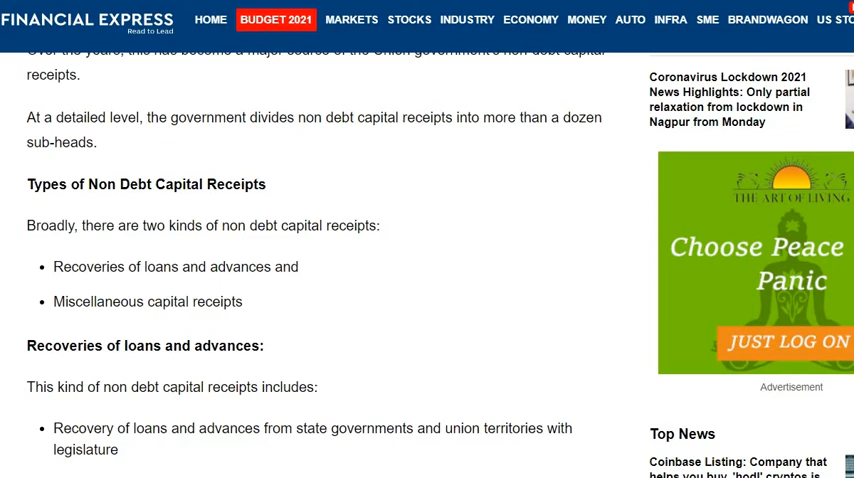 FINANCIAL EXPRESS
Read to Lead
HOME BUDGET 2021 MARKETS STOCKS INDUSTRY ECONOMY MONEY AUTO INFRA SME BRANDWAGON US STO
Over the years, this has become a major source of the Union government's non debt capital
receipts.
At a detailed level, the government divides non debt capital receipts into more than a dozen
sub-heads.
Types of Non Debt Capital Receipts
Broadly, there are two kinds of non debt capital receipts:
• Recoveries of loans and advances and
• Miscellaneous capital receipts
Recoveries of loans and advances:
This kind of non debt capital receipts includes:
• Recovery of loans and advances from state governments and union territories with
legislature
Coronavirus Lockdown 2021
News Highlights: Only partial
relaxation from lockdown in
Nagpur from Monday
THE ART OF LIVING
Choose Peace
Panic
JUST LOG ON
Advertisement
Top News
Coinbase Listing: Company that
helps you buy, 'hodl' cryptos is